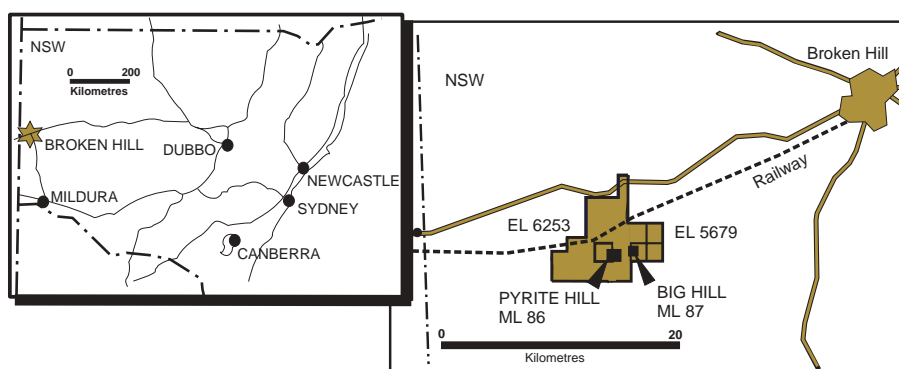 NSW
0 200
Kilometres
BROKEN HILL
DUBBO
NEWCASTLE
MILDURA
SYDNEY
CANBERRA
NSW
Broken Hill
Railway
EL 6253
EL 5679
PYRITE HILL
ML 86
BIG HILL
ML 87
0 20
Kilometres